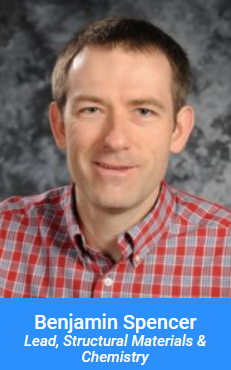 Benjamin Spencer
Lead, Structural Materials &
Chemistry